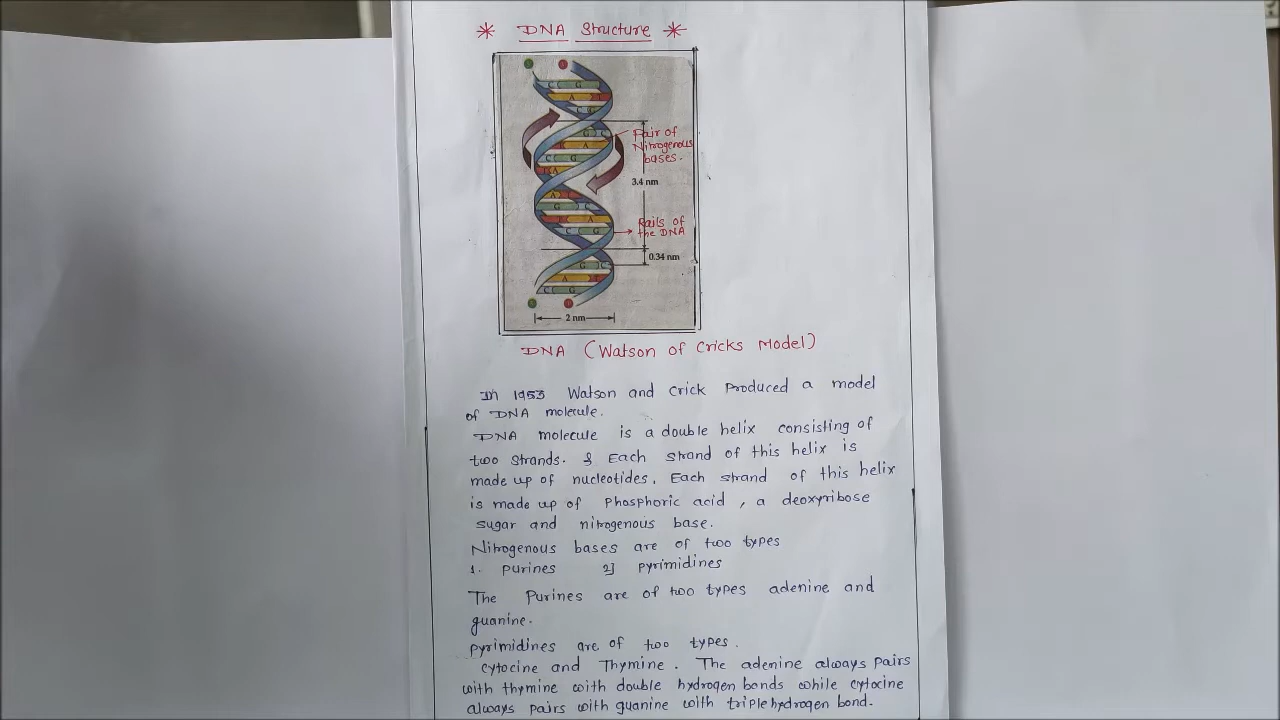 * DNA Structure *
Pair of
Nitrogenous
bases.
3.4 nm
Rails of
the DNA
0.34 nm
2 nm
DNA (Watson of Cricks Model)
In 1953 Watson and Crick Produced a model
of DNA molecule.
DNA molecule is a double helix consisting of
two strands. & Each strand of this helix is
made up of nucleotides. Each strand of this helix
is made up of Phosphoric acid, a deoxyribose
sugar and nitrogenous base.
Nitrogenous bases are of two types
1. purines 2] pyrimidines
The Purines are of two types adenine and
guanine.
pyrimidines are of two types.
cytocine and Thymine. The adenine always pairs
with thymine with double hydrogen bonds while cytocine
always pairs with guanine with triple hydrogen bond.